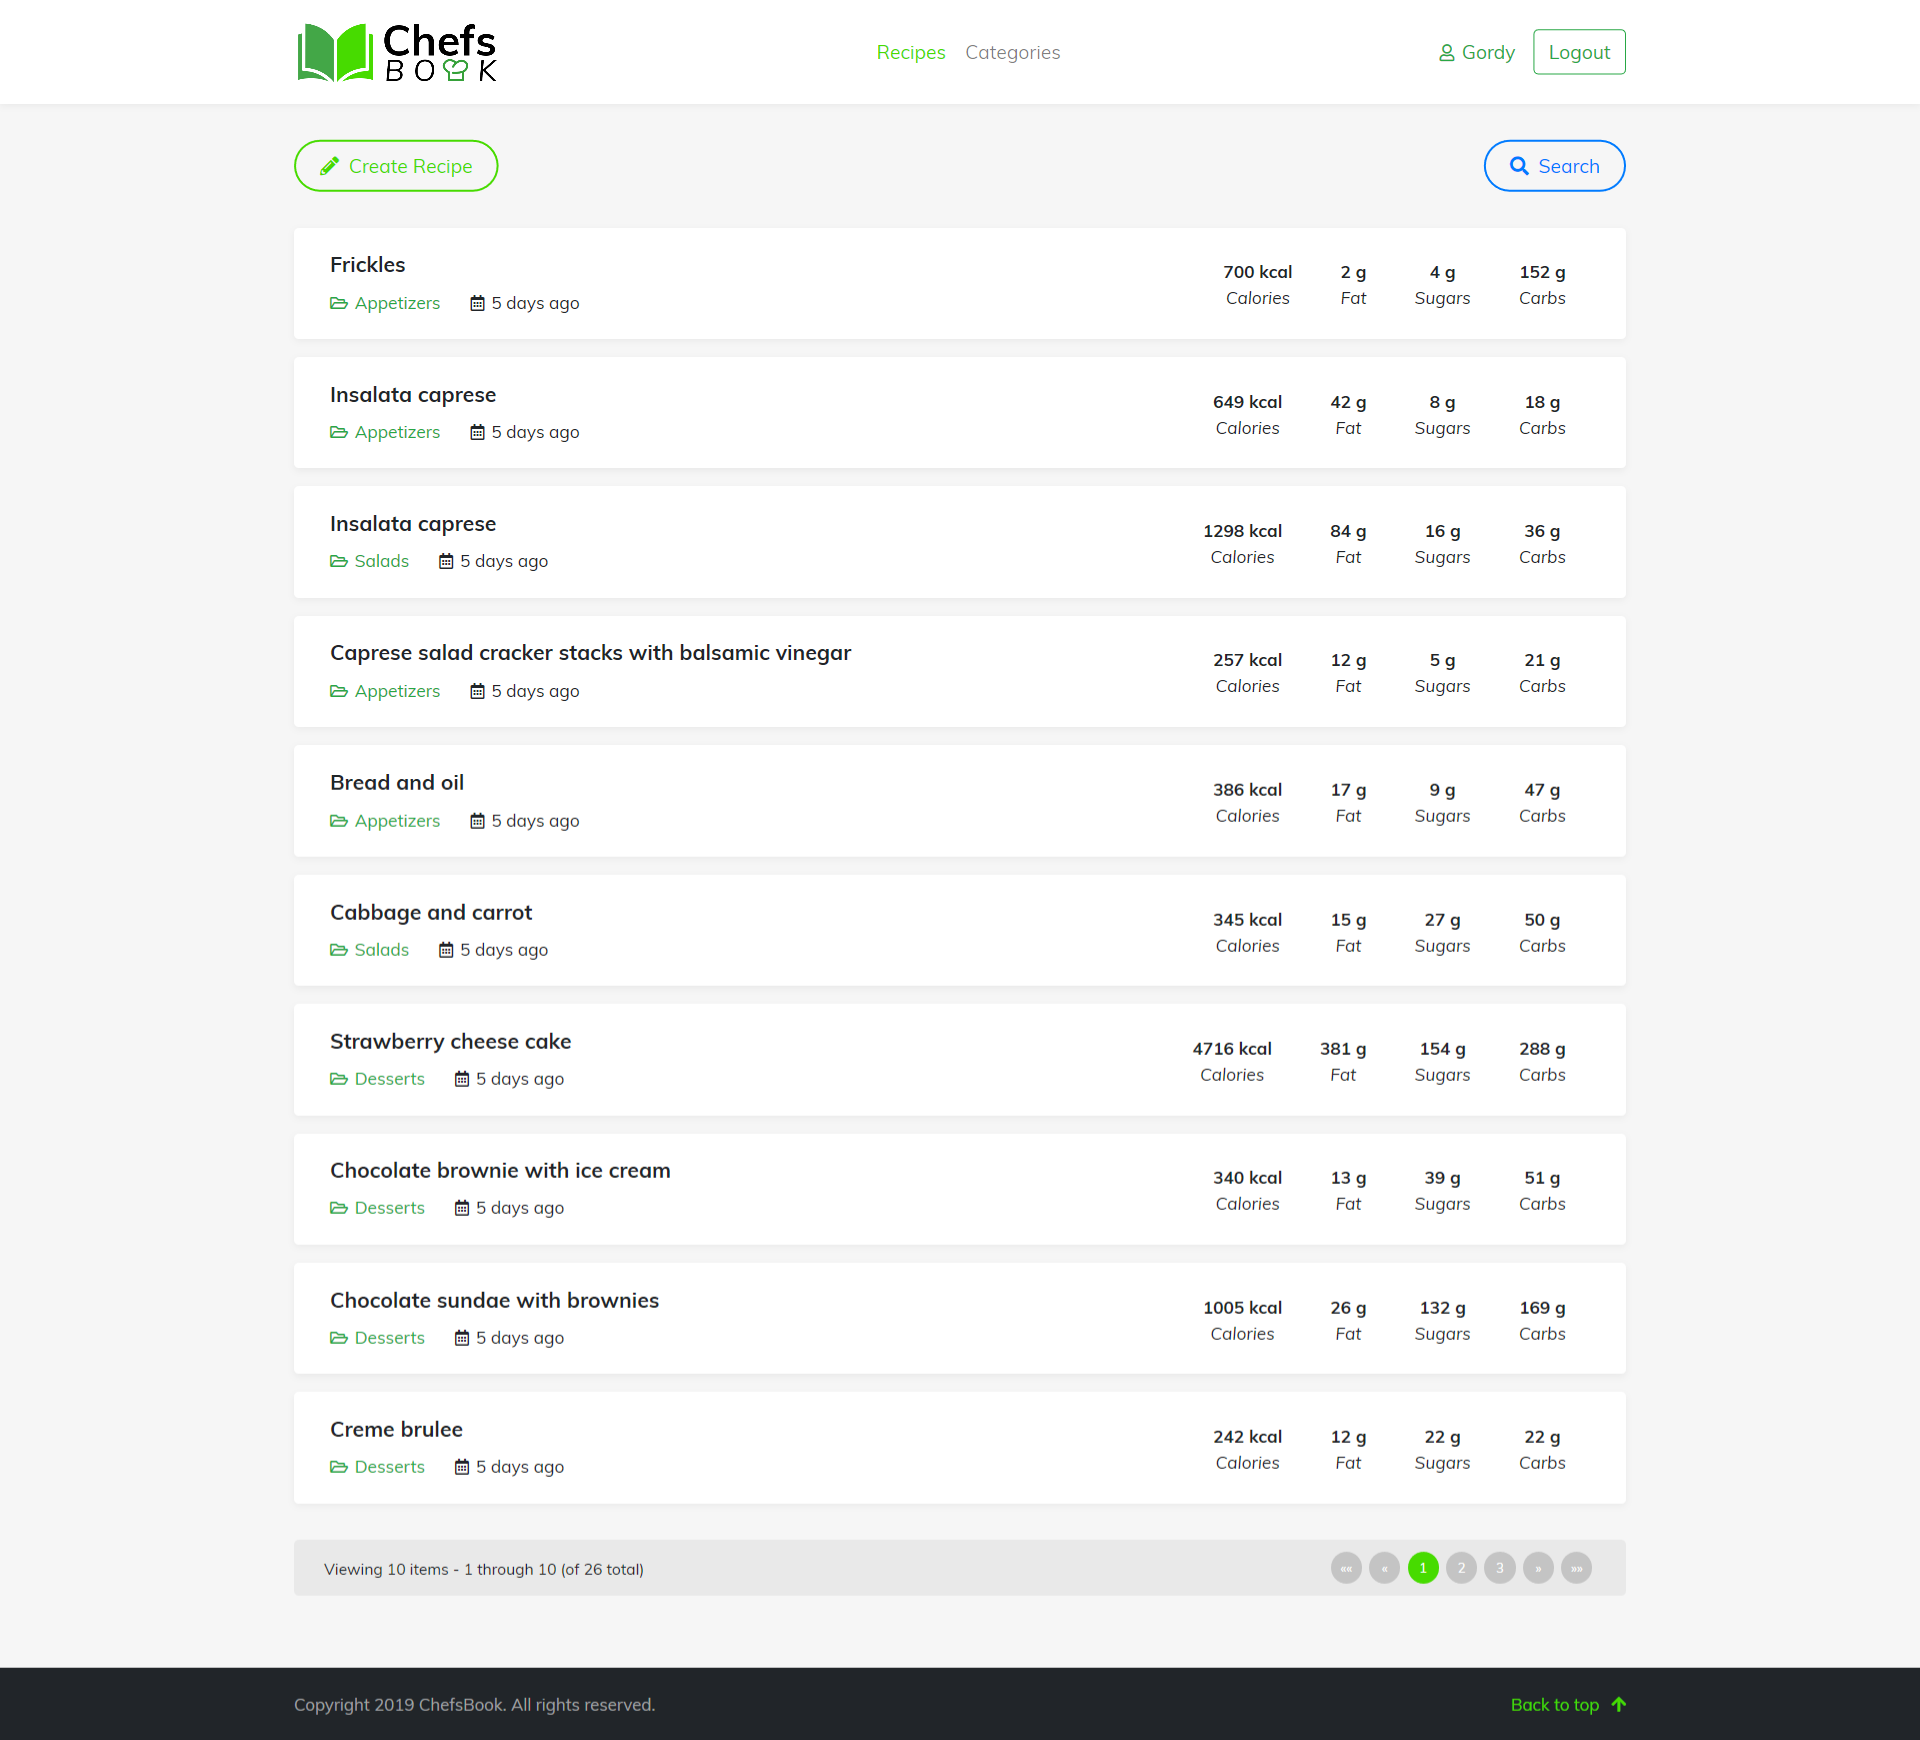 Chefs
BOOK
Recipes Categories
Gordy Logout
Create Recipe Search
Frickles
Appetizers 5 days ago
700 kcal 2 g 4 g 152 g
Calories Fat Sugars Carbs
Insalata caprese
Appetizers 5 days ago
649 kcal 42 g 8 g 18 g
Calories Fat Sugars Carbs
Insalata caprese
Salads 5 days ago
1298 kcal 84 g 16 g 36 g
Calories Fat Sugars Carbs
Caprese salad cracker stacks with balsamic vinegar
Appetizers 5 days ago
257 kcal 12 g 5 g 21 g
Calories Fat Sugars Carbs
Bread and oil
Appetizers 5 days ago
386 kcal 17 g 9 g 47 g
Calories Fat Sugars Carbs
Cabbage and carrot
Salads 5 days ago
345 kcal 15 g 27 g 50 g
Calories Fat Sugars Carbs
Strawberry cheese cake
Desserts 5 days ago
4716 kcal 381 g 154 g 288 g
Calories Fat Sugars Carbs
Chocolate brownie with ice cream
Desserts 5 days ago
340 kcal 13 g 39 g 51 g
Calories Fat Sugars Carbs
Chocolate sundae with brownies
Desserts 5 days ago
1005 kcal 26 g 132 g 169 g
Calories Fat Sugars Carbs
Creme brulee
Desserts 5 days ago
242 kcal 12 g 22 g 22 g
Calories Fat Sugars Carbs
Viewing 10 items - 1 through 10 (of 26 total) «« « 1 2 3 » »»
Copyright 2019 ChefsBook. All rights reserved. Back to top